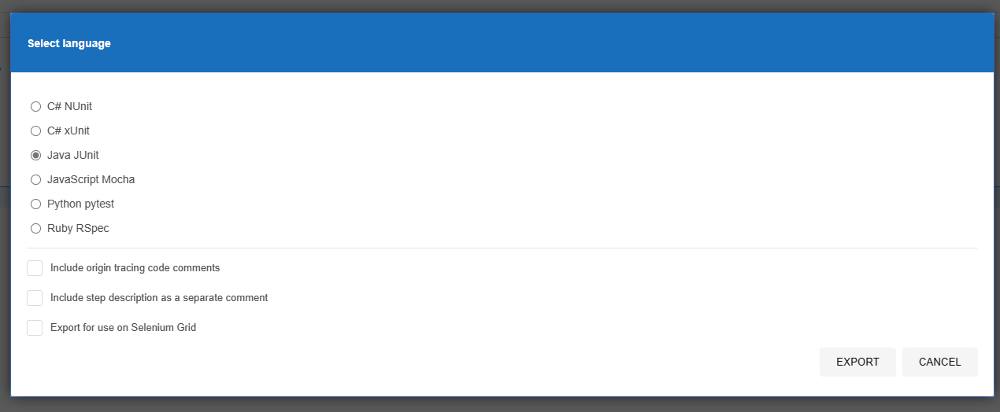 Select language
C# NUnit
C# xUnit
Java JUnit
JavaScript Mocha
Python pytest
Ruby RSpec
Include origin tracing code comments
Include step description as a separate comment
Export for use on Selenium Grid
EXPORT CANCEL